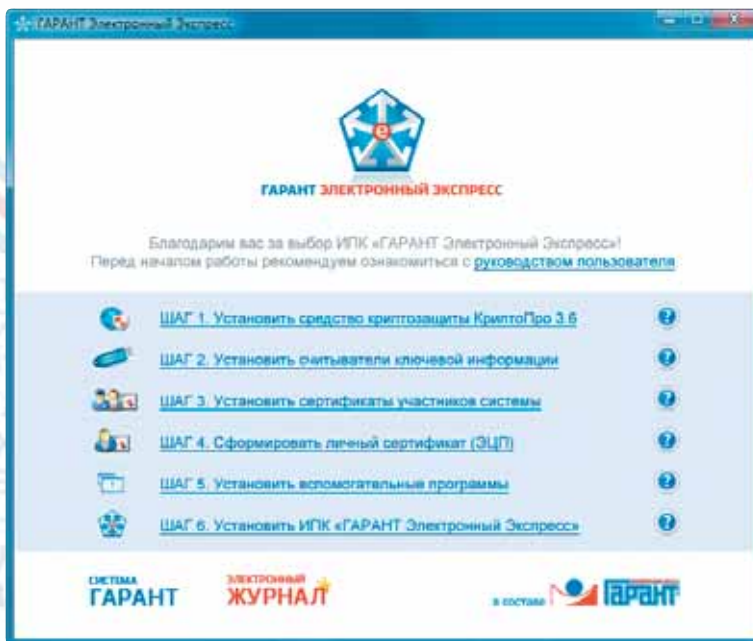 ГАРАНТ Электронный Экспресс
e
ГАРАНТ ЭЛЕКТРОННЫЙ ЭКСПРЕСС
Благодарим вас за выбор ИПК «ГАРАНТ Электронный Экспресс»!
Перед началом работы рекомендуем ознакомиться с руководством пользователя
ШАГ 1. Установить средство криптозащиты КриптоПро 3.6 ?
ШАГ 2. Установить считыватели ключевой информации ?
ШАГ 3. Установить сертификаты участников системы ?
ШАГ 4. Сформировать личный сертификат (ЭЦП) ?
ШАГ 5. Установить вспомогательные программы ?
ШАГ 6. Установить ИПК «ГАРАНТ Электронный Экспресс» ?
СИСТЕМА
ГАРАНТ
ЭЛЕКТРОННЫЙ
ЖУРНАЛ
в составе
ГАРАНТ